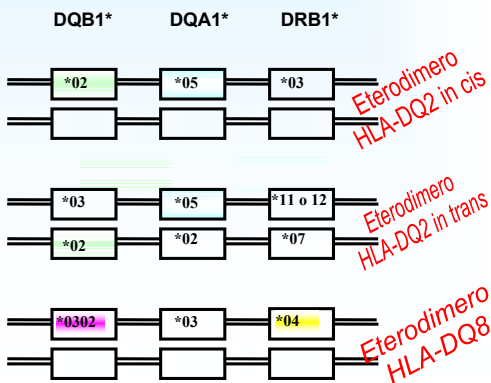 DQB1* DQA1* DRB1*
*02 *05 *03
Eterodimero
HLA-DQ2 in cis
*03 *05 *11 o 12
*02 *02 *07
Eterodimero
HLA-DQ2 in trans
*0302 *03 *04
Eterodimero
HLA-DQ8